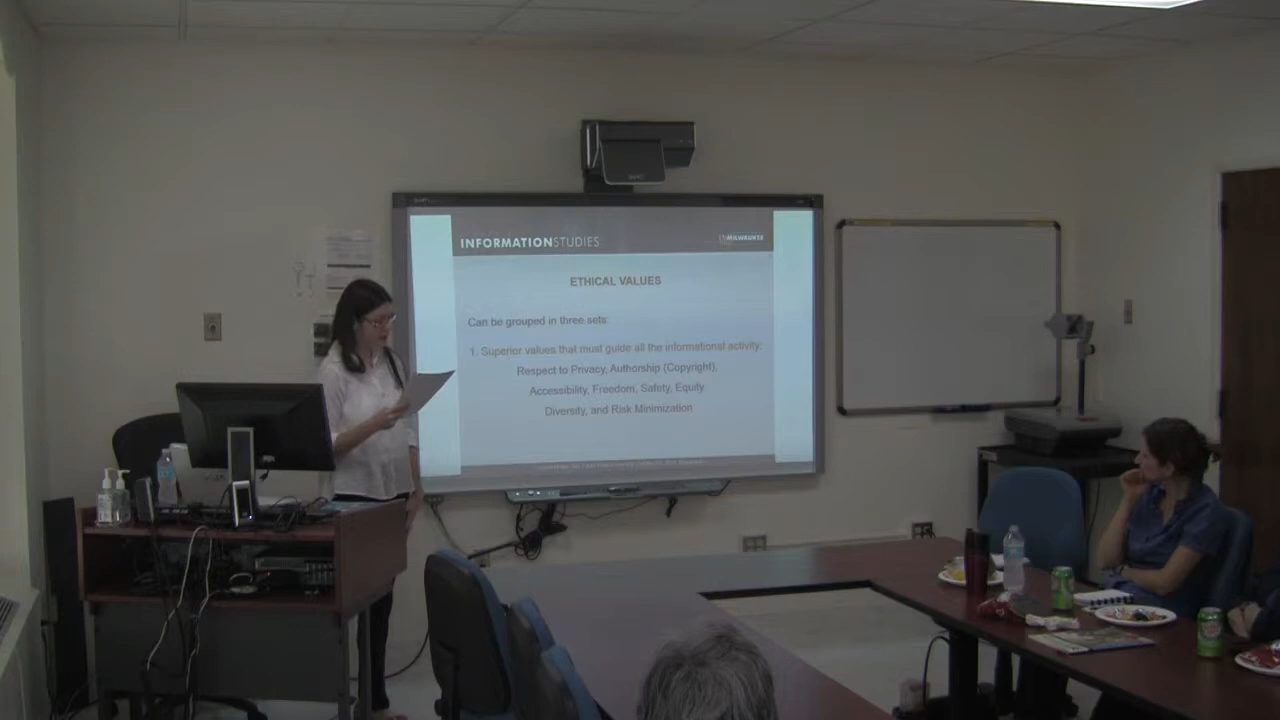 INFORMATIONSTUDIES
UWMILWAUKEE
ETHICAL VALUES
Can be grouped in three sets:
1. Superior values that must guide all the informational activity:
Respect to Privacy, Authorship (Copyright),
Accessibility, Freedom, Safety, Equity
Diversity, and Risk Minimization